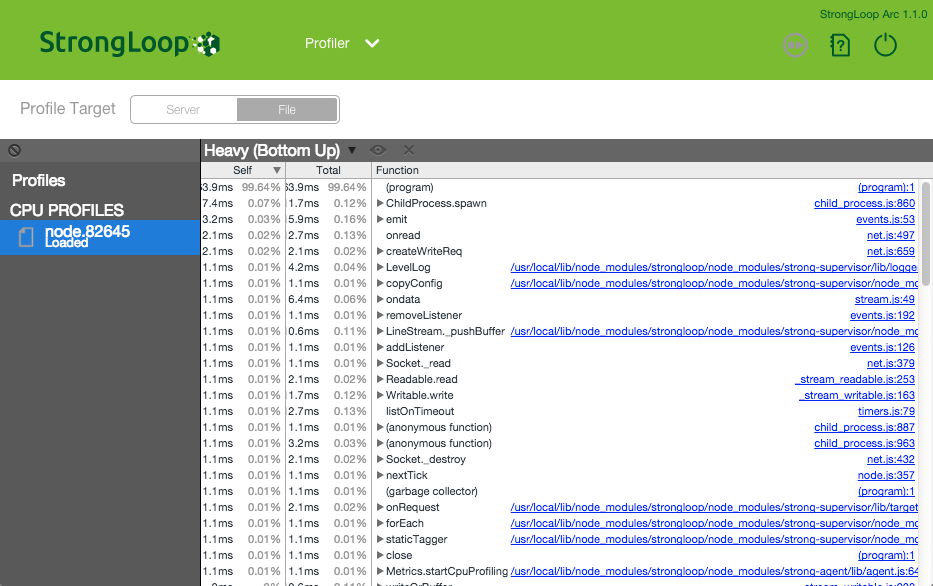 StrongLoop Arc 1.1.0
StrongLoop
Profiler
Profile Target Server File
Heavy (Bottom Up)
Profiles
CPU PROFILES
node.82645
Loaded
Self Total Function
3.9ms 99.64% 3.9ms 99.64% (program) (program):1
7.4ms 0.07% 1.7ms 0.12% ChildProcess.spawn child_process.js:860
3.2ms 0.03% 5.9ms 0.16% emit events.js:53
2.1ms 0.02% 2.7ms 0.13% onread net.js:497
2.1ms 0.02% 2.1ms 0.02% createWriteReq net.js:659
1.1ms 0.01% 4.2ms 0.04% LevelLog /usr/local/lib/node_modules/strongloop/node_modules/strong-supervisor/lib/logge
1.1ms 0.01% 1.1ms 0.01% copyConfig /usr/local/lib/node_modules/strongloop/node_modules/strong-supervisor/node_mo
1.1ms 0.01% 6.4ms 0.06% ondata stream.js:49
1.1ms 0.01% 1.1ms 0.01% removeListener events.js:192
1.1ms 0.01% 0.6ms 0.11% LineStream._pushBuffer /usr/local/lib/node_modules/strongloop/node_modules/strong-supervisor/node_mo
1.1ms 0.01% 1.1ms 0.01% addListener events.js:126
1.1ms 0.01% 1.1ms 0.01% Socket._read net.js:379
1.1ms 0.01% 2.1ms 0.02% Readable.read _stream_readable.js:253
1.1ms 0.01% 1.7ms 0.12% Writable.write _stream_writable.js:163
1.1ms 0.01% 2.7ms 0.13% listOnTimeout timers.js:79
1.1ms 0.01% 1.1ms 0.01% (anonymous function) child_process.js:887
1.1ms 0.01% 3.2ms 0.03% (anonymous function) child_process.js:963
1.1ms 0.01% 2.1ms 0.02% Socket._destroy net.js:432
1.1ms 0.01% 1.1ms 0.01% nextTick node.js:357
1.1ms 0.01% 1.1ms 0.01% (garbage collector) (program):1
1.1ms 0.01% 2.1ms 0.02% onRequest /usr/local/lib/node_modules/strongloop/node_modules/strong-supervisor/lib/target
1.1ms 0.01% 1.1ms 0.01% forEach /usr/local/lib/node_modules/strongloop/node_modules/strong-supervisor/node_mo
1.1ms 0.01% 1.1ms 0.01% staticTagger /usr/local/lib/node_modules/strongloop/node_modules/strong-supervisor/node_mo
1.1ms 0.01% 1.1ms 0.01% close (program):1
1.1ms 0.01% 1.1ms 0.01% Metrics.startCpuProfiling /usr/local/lib/node_modules/strongloop/node_modules/strong-agent/lib/agent.js:64